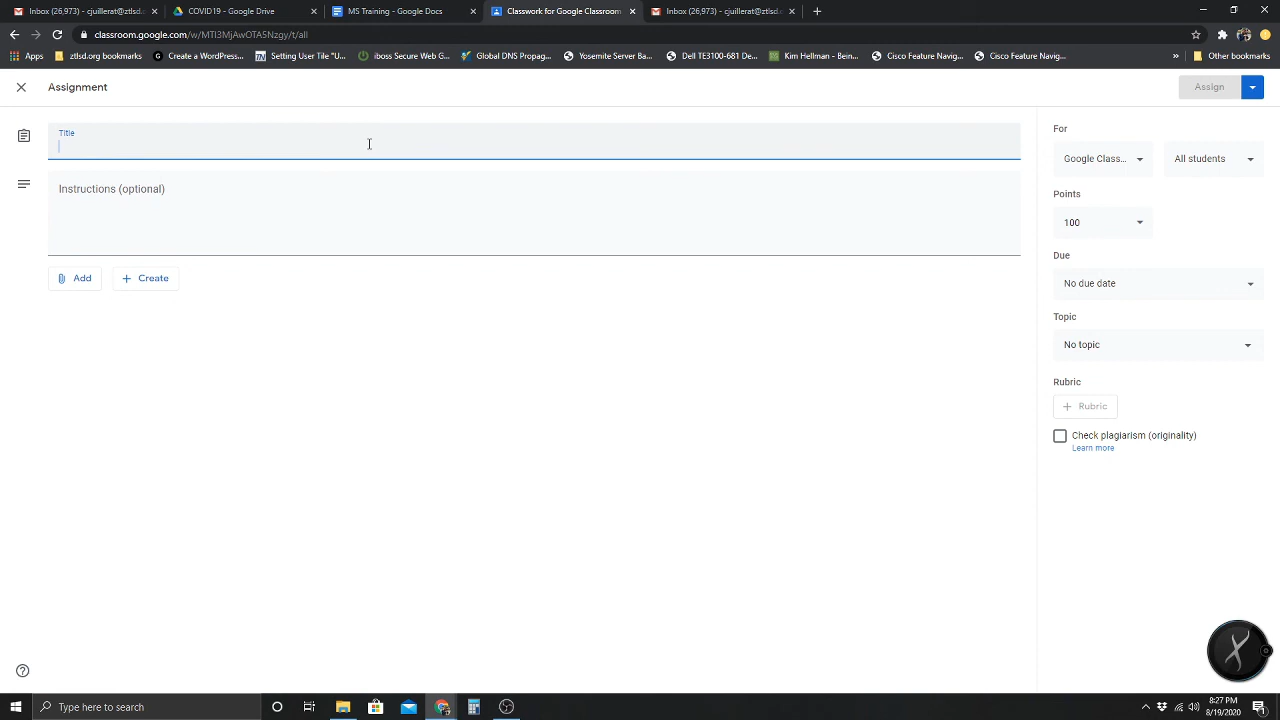 Inbox (26,973) - cjuillerat@ztlsd.
COVID19 - Google Drive
MS Training - Google Docs
Classwork for Google Classroom
Inbox (26,973) - cjuillerat@ztlsd.
classroom.google.com/w/MTI3MjAwOTA5Nzgy/t/all
Apps
ztlsd.org bookmarks
Create a WordPress...
Setting User Tile "U...
iboss Secure Web G...
Global DNS Propag...
Yosemite Server Ba...
Dell TE3100-681 De...
Kim Hellman - Bein...
Cisco Feature Navig...
Cisco Feature Navig...
»
Other bookmarks
Assignment
Assign
Title
Instructions (optional)
Add
Create
For
Google Class...
All students
Points
100
Due
No due date
Topic
No topic
Rubric
Rubric
Check plagiarism (originality)
Learn more
Type here to search
8:27 PM
8/19/2020